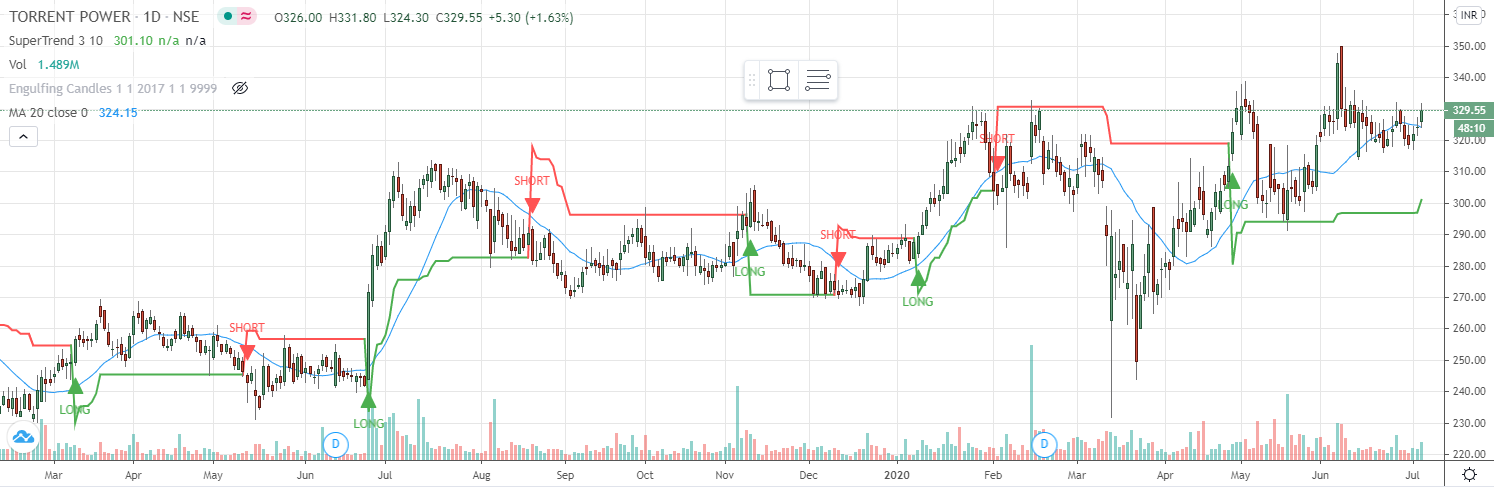 TORRENT POWER · 1D · NSE O326.00 H331.80 L324.30 C329.55 +5.30 (+1.63%)
SuperTrend 3 10 301.10 n/a n/a
Vol 1.489M
Engulfing Candles 1 1 2017 1 1 9999
MA 20 close 0 324.15
INR
350.00
340.00
329.55
48:10
320.00
310.00
300.00
290.00
280.00
270.00
260.00
250.00
240.00
230.00
220.00
LONG
SHORT
LONG
SHORT
LONG
SHORT
LONG
SHORT
LONG
D
D
Mar Apr May Jun Jul Aug Sep Oct Nov Dec 2020 Feb Mar Apr May Jun Jul